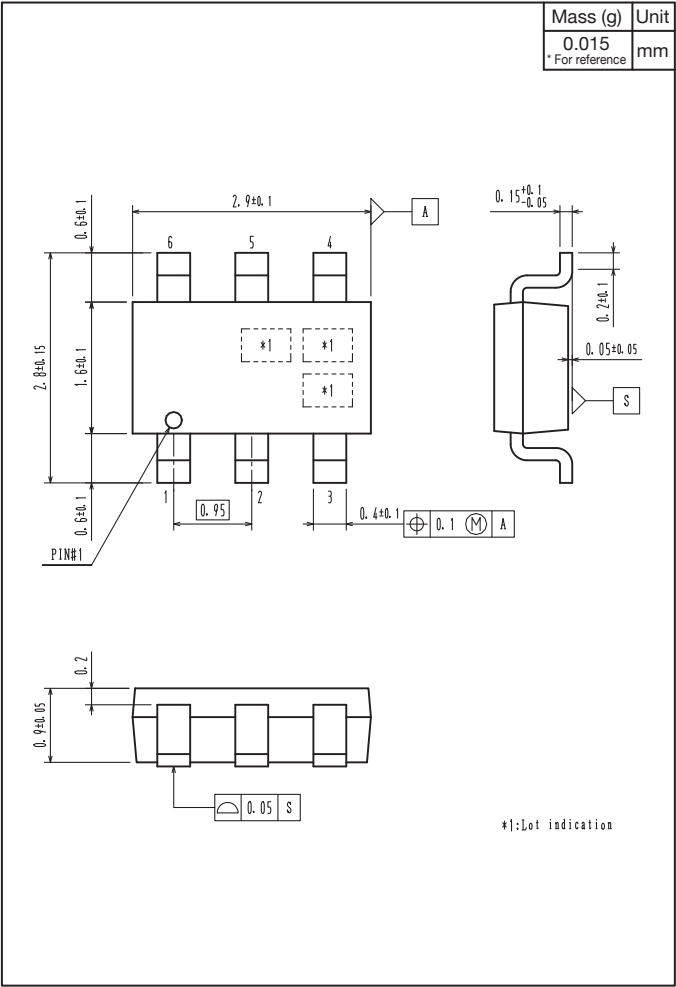 Mass (g) Unit
0.015 mm
* For reference
2.9±0.1
A
0.15+0.1
-0.05
0.6±0.1
6 5 4
0.2±0.1
*1 *1
*1
2.8±0.15
1.6±0.1
0.05±0.05
S
1 2 3
0.95
0.4±0.1
0.1 Ⓜ A
0.6±0.1
PIN#1
0.2
0.9±0.05
0.05 S
*1:Lot indication